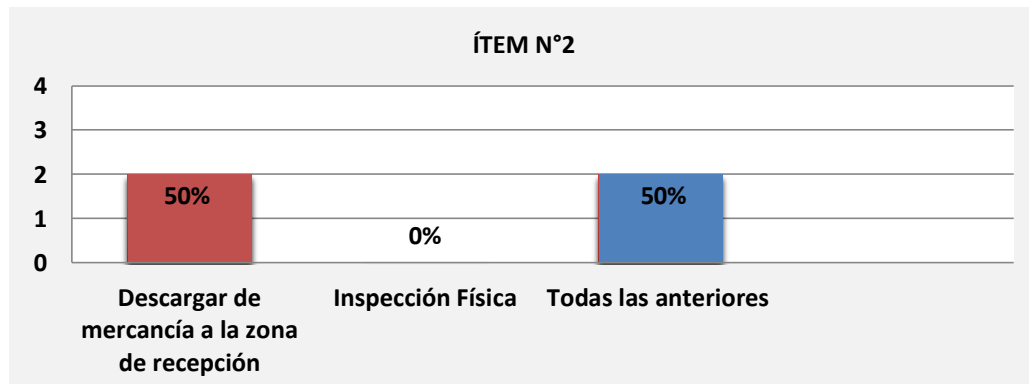 ÍTEM N°2
4
3
2
1
0
50%
0%
50%
Descargar de
mercancía a la zona
de recepción
Inspección Física
Todas las anteriores